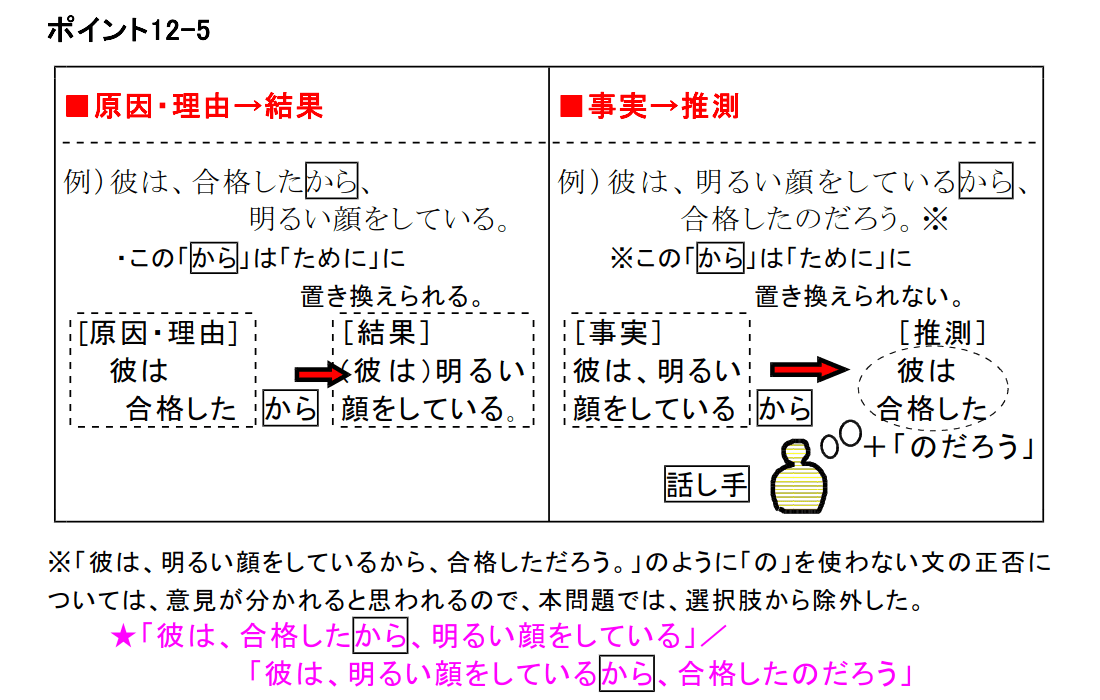 ポイント12-5
■原因・理由→結果
例）彼は、合格したから、
明るい顔をしている。
・この「から」は「ために」に
置き換えられる。
［原因・理由］
彼は
合格した
から
［結果］
（彼は）明るい
顔をしている。
■事実→推測
例）彼は、明るい顔をしているから、
合格したのだろう。※
※この「から」は「ために」に
置き換えられない。
［事実］
彼は、明るい
顔をしている
から
［推測］
彼は
合格した
＋「のだろう」
話し手
※「彼は、明るい顔をしているから、合格しただろう。」のように「の」を使わない文の正否に
ついては、意見が分かれると思われるので、本問題では、選択肢から除外した。
★「彼は、合格したから、明るい顔をしている」／
「彼は、明るい顔をしているから、合格したのだろう」